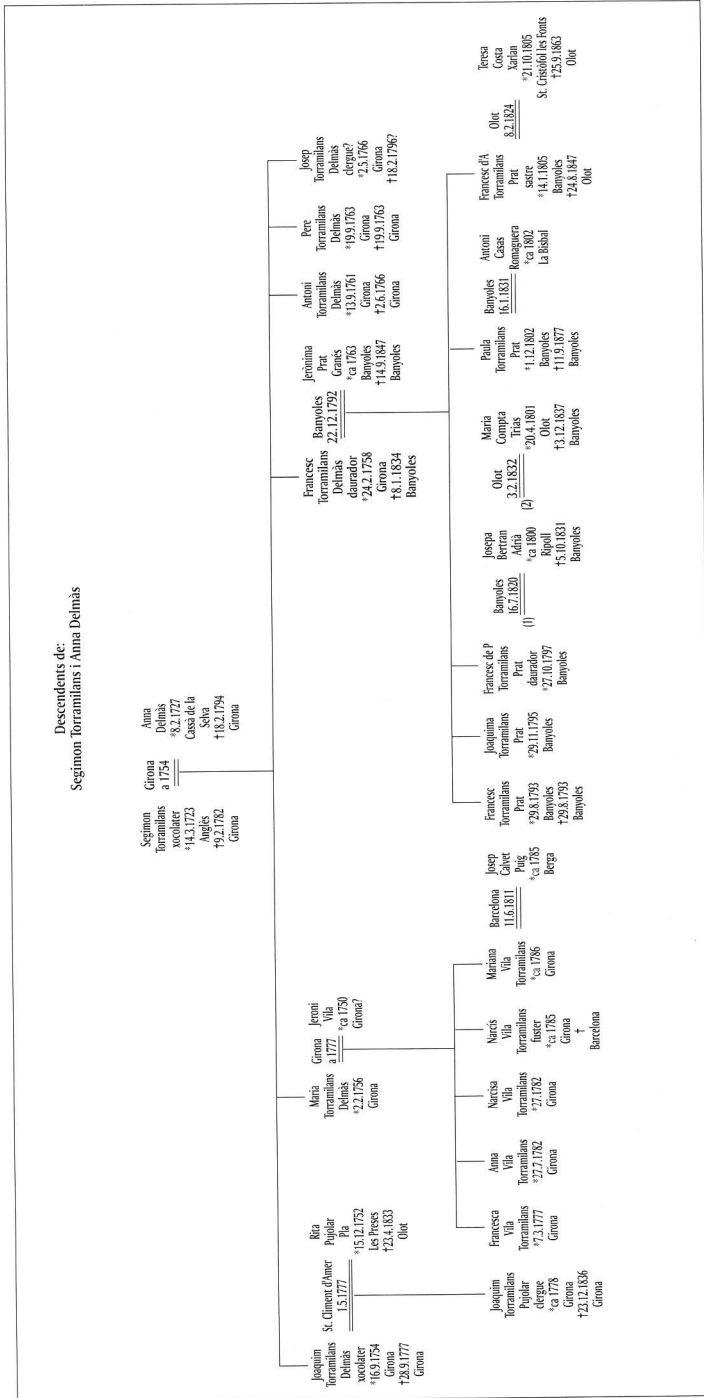 Descendents de:
Segimon Torramilans i Anna Delmàs
Segimon
Torramilans
xocolater
*14.3.1723
Anglès
†9.2.1782
Girona
Girona
a 1754
Anna
Delmàs
*8.2.1727
Cassà de la
Selva
†18.2.1794
Girona
Joaquim
Torramilans
Delmàs
xocolater
*16.9.1754
Girona
†28.9.1777
Girona
St. Climent d'Amer
1.5.1777
Rita
Pujolar
Pla
*15.12.1752
Les Preses
†23.4.1833
Olot
Maria
Torramilans
Delmàs
*2.2.1756
Girona
Girona
a 1777
Jeroni
Vila
*ca 1750
Girona?
Francesc
Torramilans
Delmàs
daurador
*24.2.1758
Girona
†8.1.1834
Banyoles
Banyoles
22.12.1792
Jerònima
Prat
Granés
*ca 1763
Banyoles
†14.9.1847
Banyoles
Antoni
Torramilans
Delmàs
*13.9.1761
Girona
†2.6.1766
Girona
Pere
Torramilans
Delmàs
*19.9.1763
Girona
†19.9.1763
Girona
Josep
Torramilans
Delmàs
clergue?
*2.5.1766
Girona
†18.2.1796?
Joaquim
Torramilans
Pujolar
clergue
*ca 1778
Girona
†23.12.1836
Girona
Francesca
Vila
Torramilans
*7.3.1777
Girona
Anna
Vila
Torramilans
*27.7.1782
Girona
Narcisa
Vila
Torramilans
*27.1782
Girona
Narcís
Vila
Torramilans
fuster
*ca 1785
Girona
†
Barcelona
Mariana
Vila
Torramilans
*ca 1786
Girona
Barcelona
11.6.1811
Josep
Calvet
Puig
*ca 1785
Berga
Francesc
Torramilans
Prat
*29.8.1793
Banyoles
†29.8.1793
Banyoles
Joaquima
Torramilans
Prat
*29.11.1795
Banyoles
Francesc de P
Torramilans
Prat
daurador
*27.10.1797
Banyoles
Banyoles
16.7.1820
(1)
Josepa
Bertran
Adrià
*ca 1800
Ripoll
†5.10.1831
Banyoles
Olot
3.2.1832
(2)
Maria
Compta
Trias
*20.4.1801
Olot
†3.12.1837
Banyoles
Paula
Torramilans
Prat
*1.12.1802
Banyoles
†11.9.1877
Banyoles
Banyoles
16.1.1831
Antoni
Casas
Romaguera
*ca 1802
La Bisbal
Francesc d'A
Torramilans
Prat
sastre
*14.1.1805
Banyoles
†24.8.1847
Olot
Olot
8.2.1824
Teresa
Costa
Xarlan
*21.10.1805
St. Cristòfol les Fonts
†25.9.1863
Olot